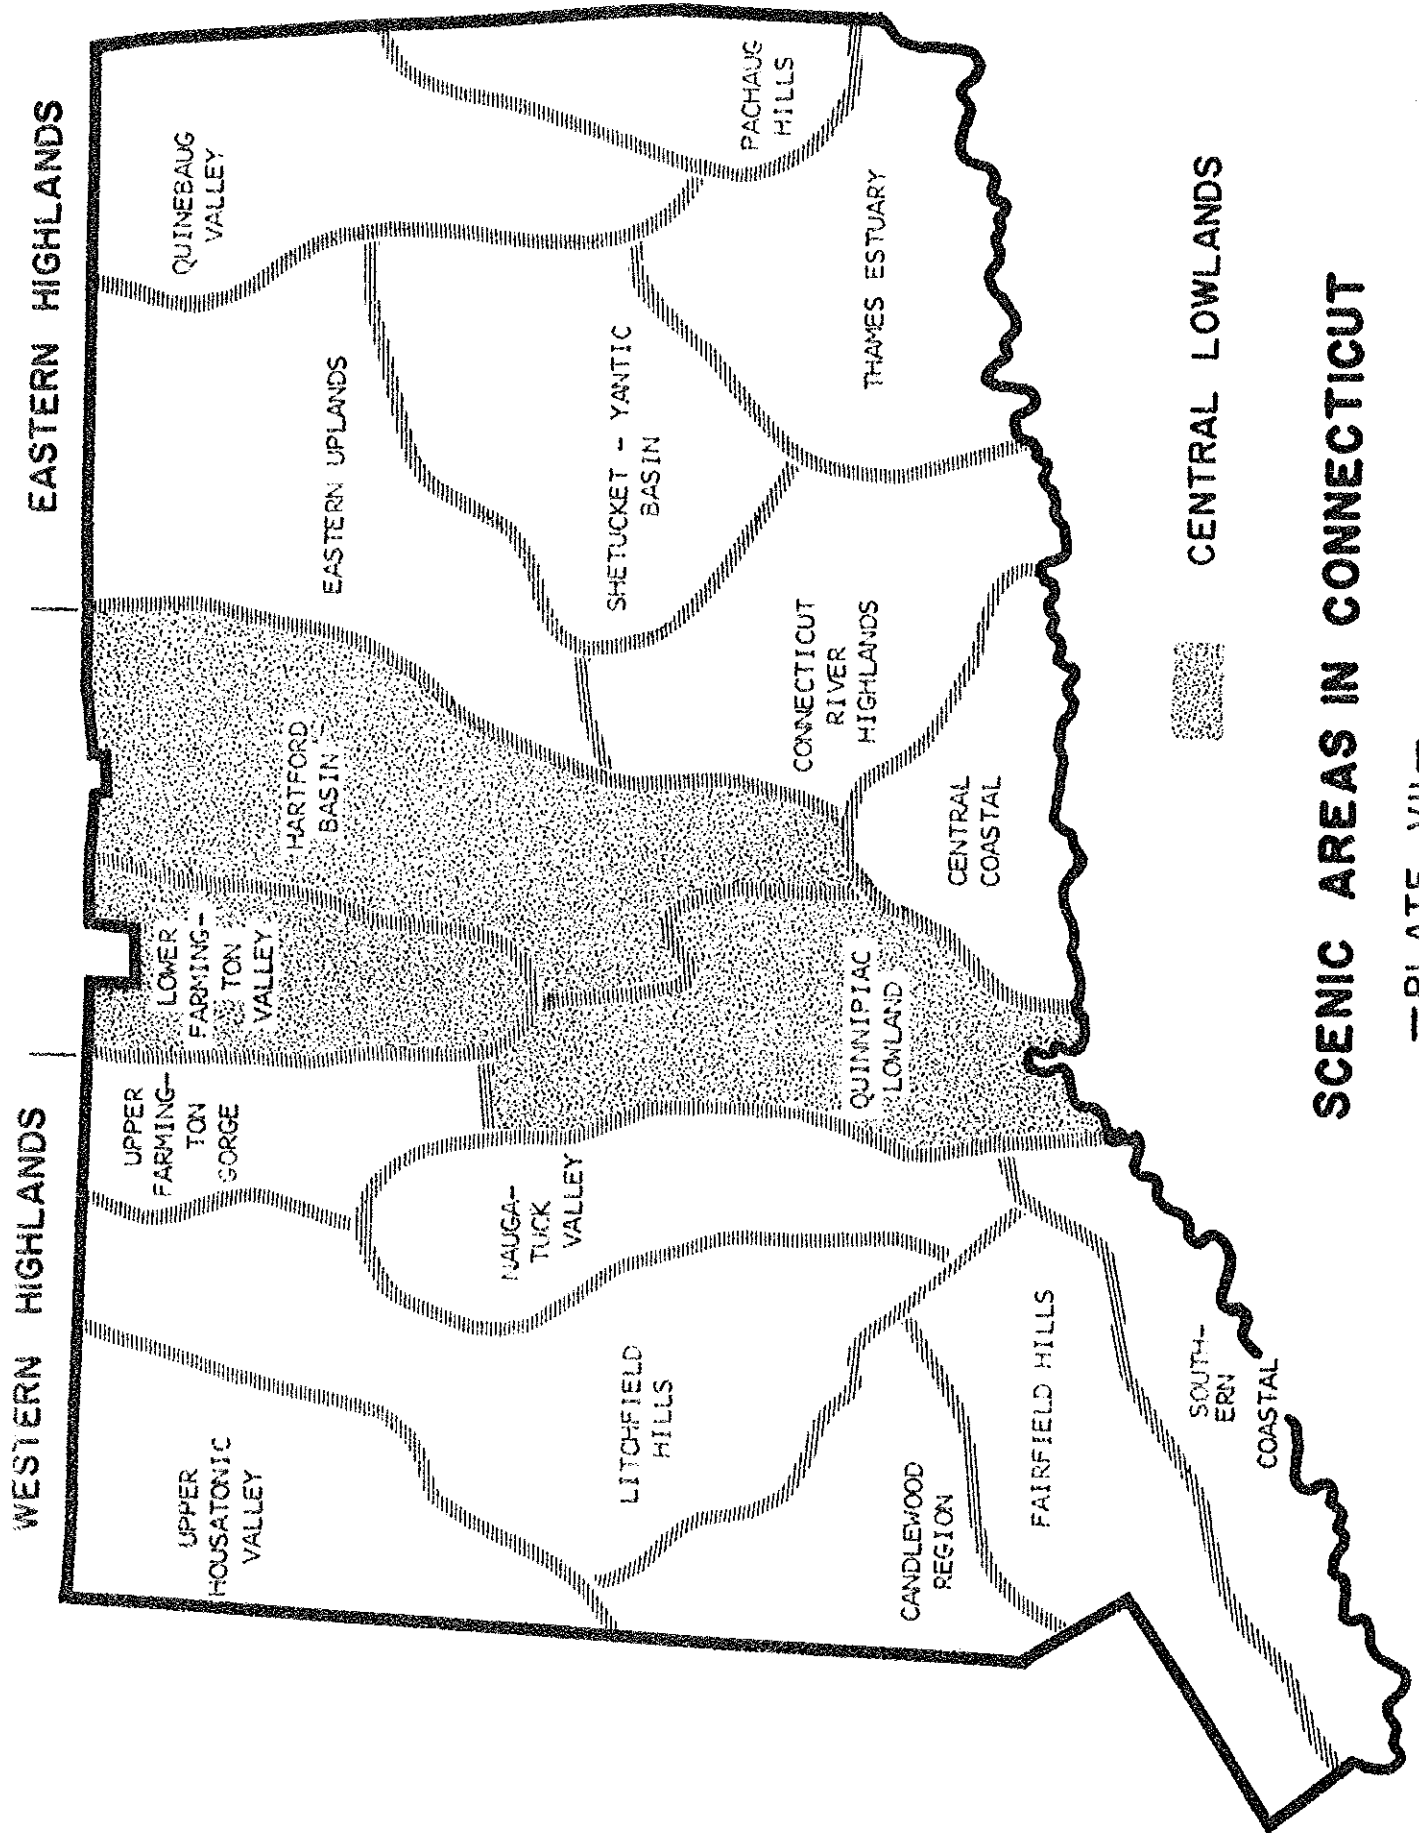 WESTERN HIGHLANDS
EASTERN HIGHLANDS
UPPER
HOUSATONIC
VALLEY
UPPER
FARMING-
TON
GORGE
LOWER
FARMING-
TON
VALLEY
HARTFORD
BASIN
EASTERN UPLANDS
QUINEBAUG
VALLEY
LITCHFIELD
HILLS
NAUGA-
TUCK
VALLEY
SHETUCKET - YANTIC
BASIN
PACHAUG
HILLS
CANDLEWOOD
REGION
FAIRFIELD HILLS
QUINNIPIAC
LOWLAND
CONNECTICUT
RIVER
HIGHLANDS
THAMES ESTUARY
CENTRAL
COASTAL
SOUTH-
ERN
COASTAL
CENTRAL LOWLANDS
SCENIC AREAS IN CONNECTICUT
—PLATE VII—